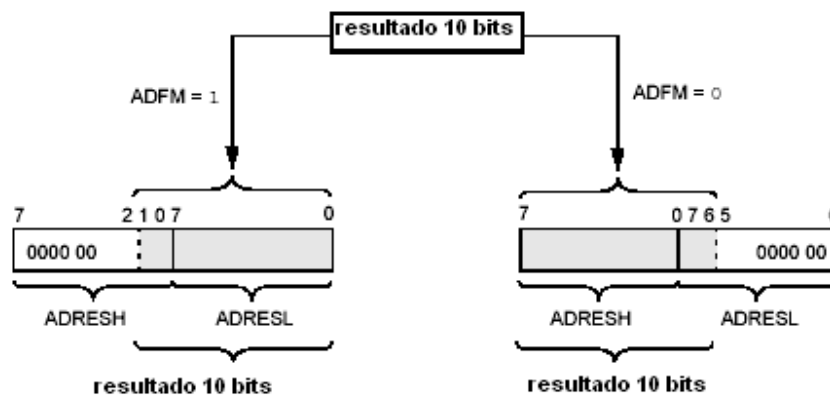 resultado 10 bits
ADFM = 1
ADFM = 0
7 2 1 0 7 0
7 0 7 6 5
0000 00
0000 00
ADRESH ADRESL
ADRESH ADRESL
resultado 10 bits
resultado 10 bits